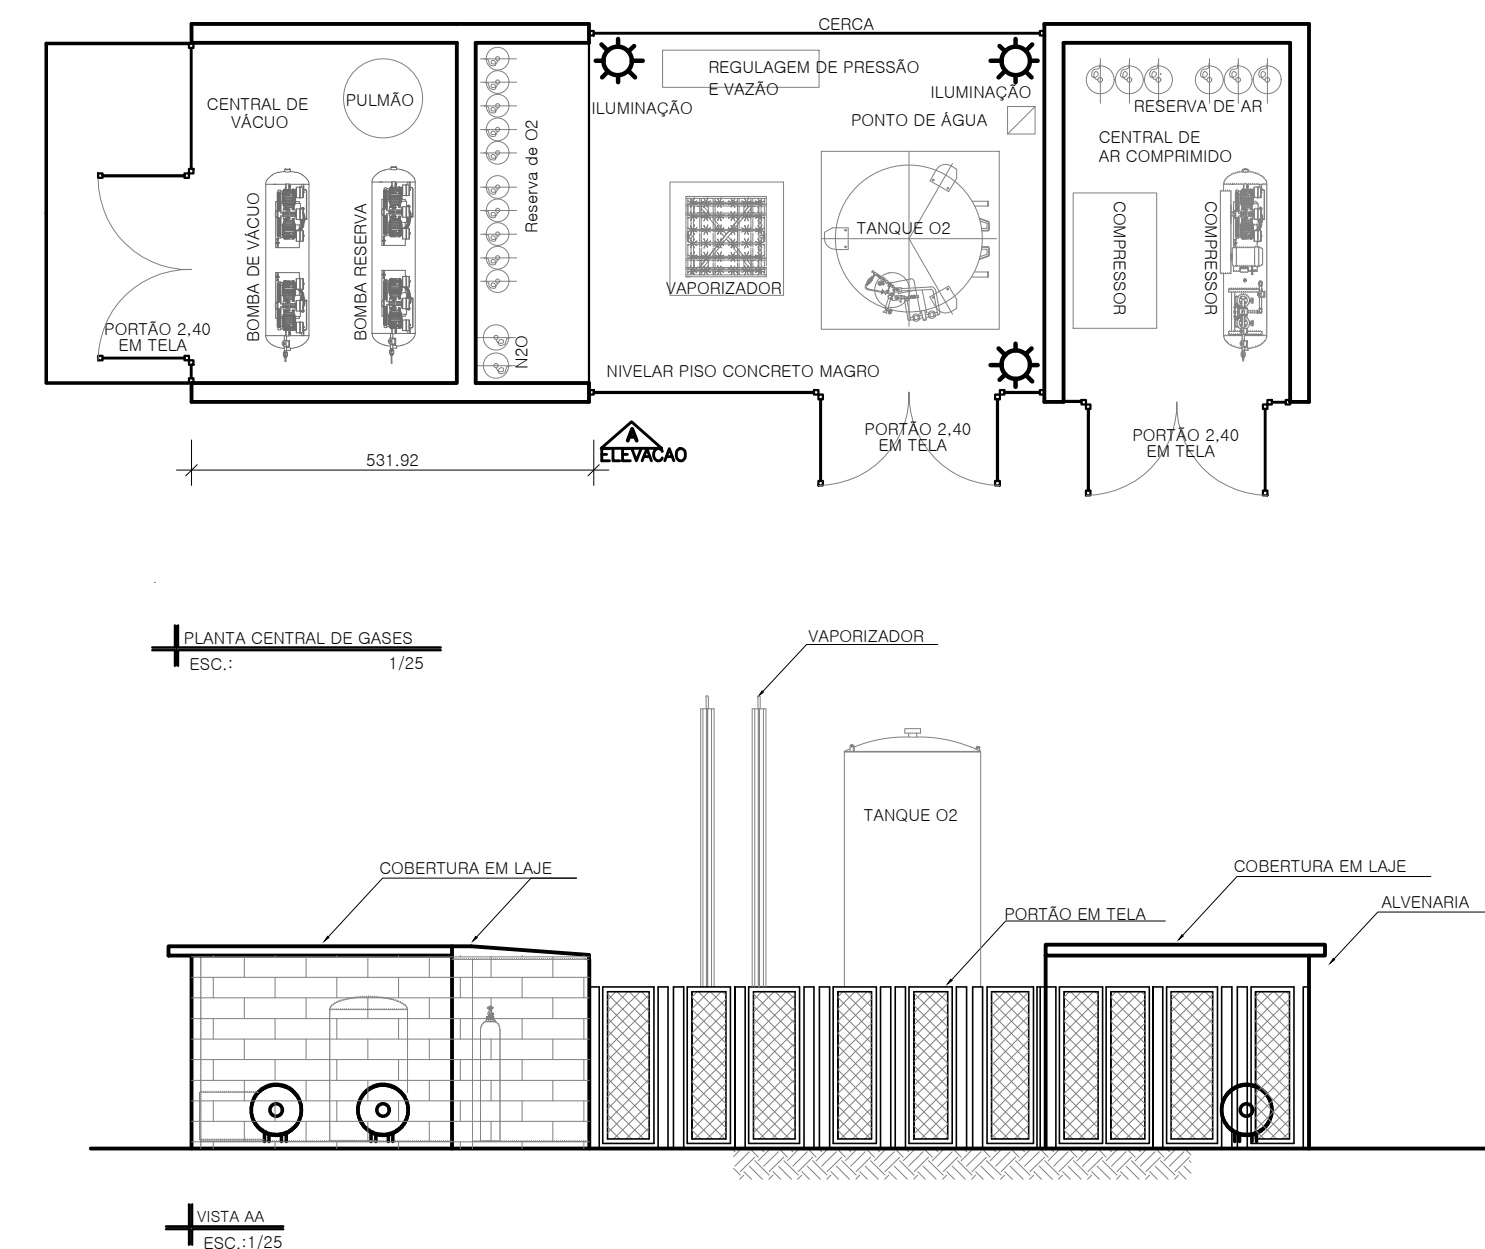 CERCA
REGULAGEM DE PRESSÃO
E VAZÃO
ILUMINAÇÃO
ILUMINAÇÃO
CENTRAL DE
VÁCUO
PULMÃO
PONTO DE ÁGUA
RESERVA DE AR
CENTRAL DE
AR COMPRIMIDO
Reserva de O2
BOMBA DE VÁCUO
BOMBA RESERVA
TANQUE O2
VAPORIZADOR
COMPRESSOR
COMPRESSOR
PORTÃO 2,40
EM TELA
N2O
NIVELAR PISO CONCRETO MAGRO
PORTÃO 2,40
EM TELA
PORTÃO 2,40
EM TELA
A
ELEVACAO
531.92
PLANTA CENTRAL DE GASES
ESC.: 1/25
VAPORIZADOR
TANQUE O2
COBERTURA EM LAJE
COBERTURA EM LAJE
ALVENARIA
PORTÃO EM TELA
VISTA AA
ESC.:1/25